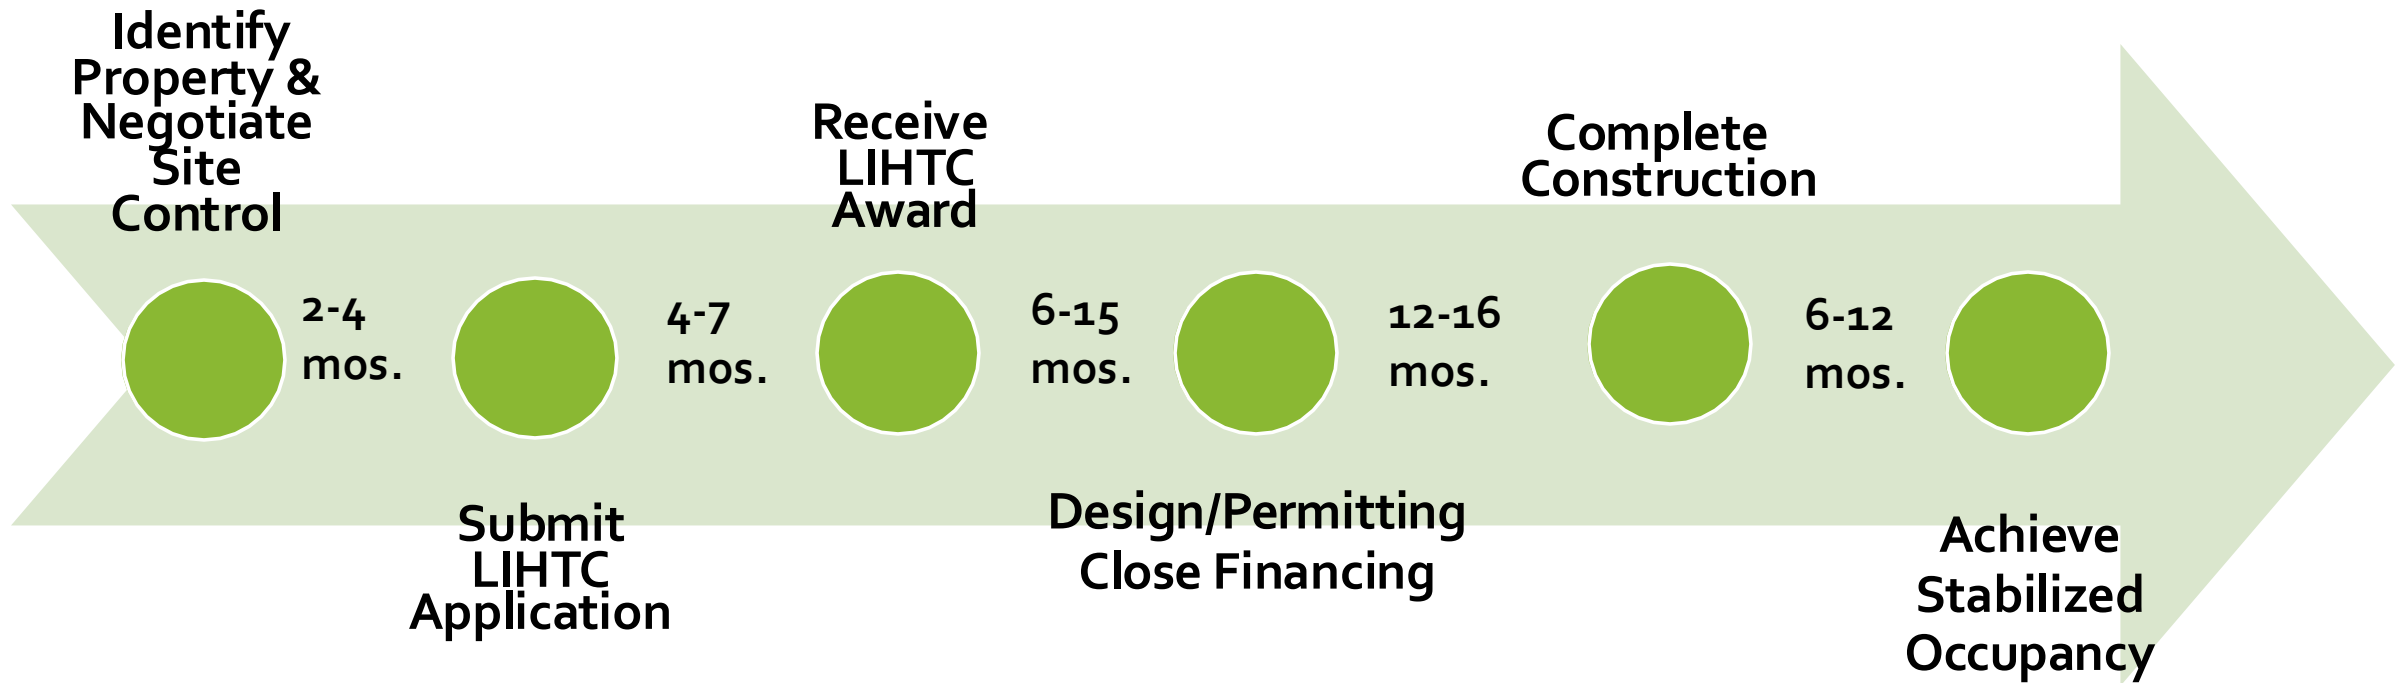 Identify
Property &
Negotiate
Site
Control
2-4
mos.
Submit
LIHTC
Application
4-7
mos.
Receive
LIHTC
Award
6-15
mos.
Design/Permitting
Close Financing
12-16
mos.
Complete
Construction
6-12
mos.
Achieve
Stabilized
Occupancy